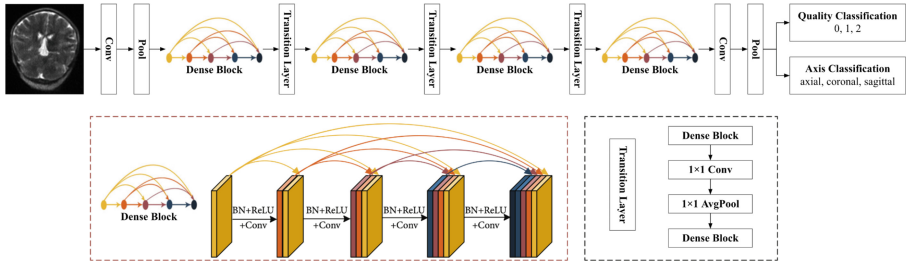 Conv
Pool
Dense Block
Transition Layer
Dense Block
Transition Layer
Dense Block
Transition Layer
Dense Block
Conv
Pool
Quality Classification
0, 1, 2
Axis Classification
axial, coronal, sagittal
Dense Block
BN+ReLU
+Conv
BN+ReLU
+Conv
BN+ReLU
+Conv
BN+ReLU
+Conv
Transition Layer
Dense Block
1×1 Conv
1×1 AvgPool
Dense Block